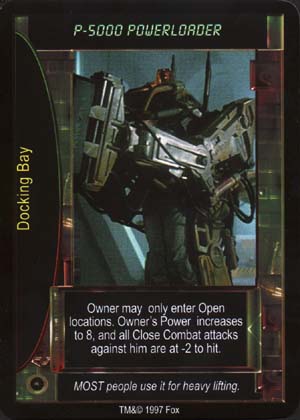 P-5000 POWERLOADER
Docking Bay
Owner may only enter Open
locations. Owner's Power increases
to 8, and all Close Combat attacks
against him are at -2 to hit.
MOST people use it for heavy lifting.
TM&© 1997 Fox